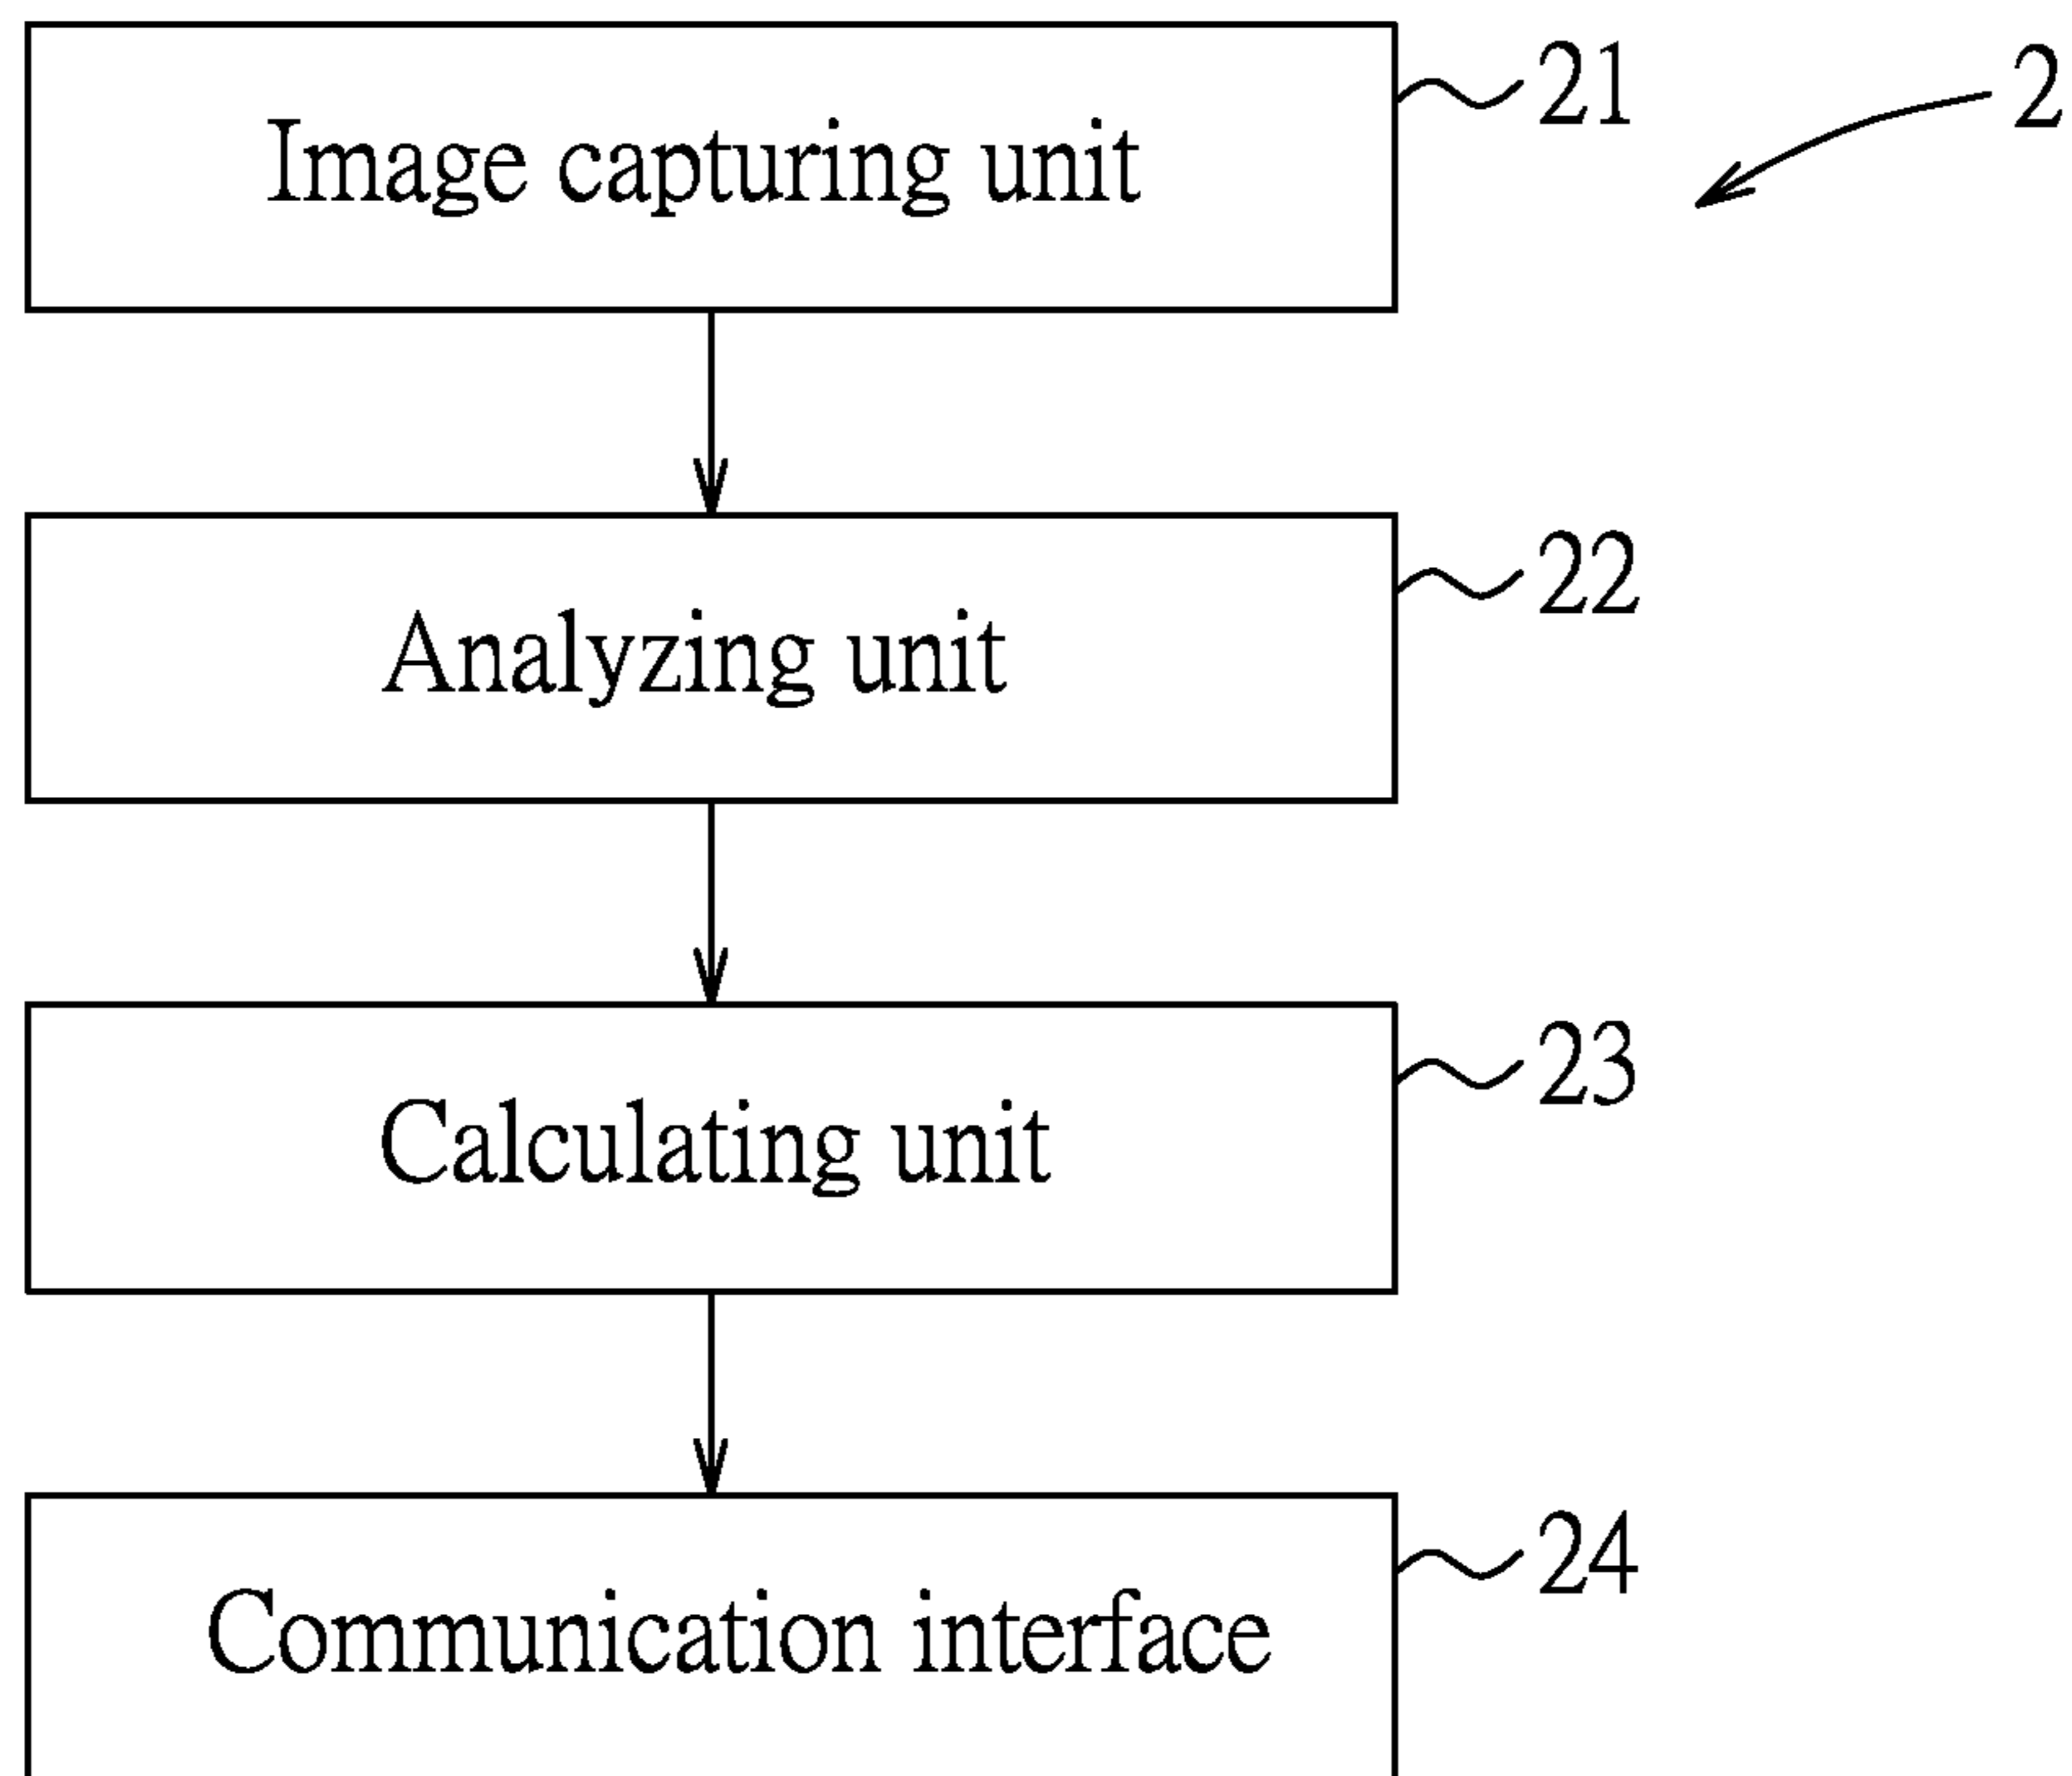 Image capturing unit
21
2
Analyzing unit
22
Calculating unit
23
Communication interface
24